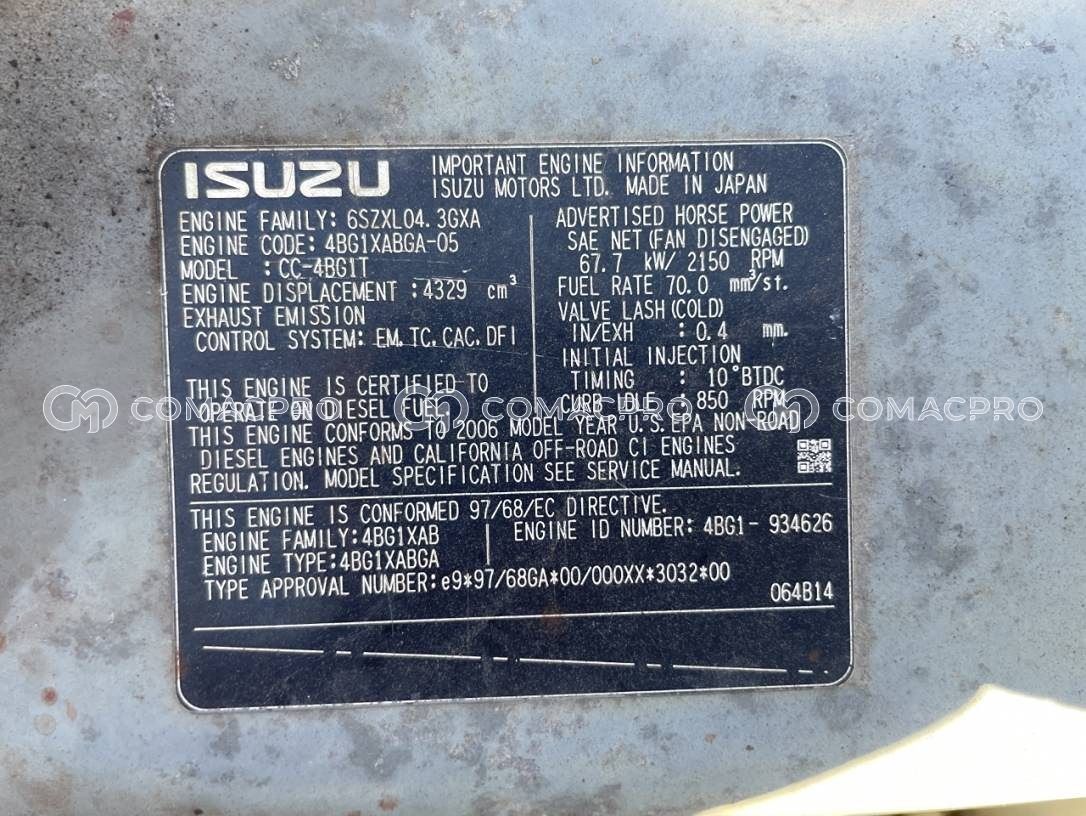 ISUZU
IMPORTANT ENGINE INFORMATION
ISUZU MOTORS LTD. MADE IN JAPAN
ENGINE FAMILY: 6SZXL04.3GXA
ENGINE CODE: 4BG1XABGA-05
MODEL : CC-4BG1T
ENGINE DISPLACEMENT :4329 cm³
EXHAUST EMISSION
CONTROL SYSTEM: EM.TC.CAC.DFI
ADVERTISED HORSE POWER
SAE NET(FAN DISENGAGED)
67.7 kW/ 2150 RPM
FUEL RATE 70.0 mm³/st.
VALVE LASH(COLD)
IN/EXH : 0.4 mm.
INITIAL INJECTION
TIMING : 10°BTDC
CURB IDLE :850 RPM
THIS ENGINE IS CERTIFIED TO
OPERATE ON DIESEL FUEL.
THIS ENGINE CONFORMS TO 2006 MODEL YEAR U.S.EPA NON-ROAD
DIESEL ENGINES AND CALIFORNIA OFF-ROAD CI ENGINES
REGULATION. MODEL SPECIFICATION SEE SERVICE MANUAL.
THIS ENGINE IS CONFORMED 97/68/EC DIRECTIVE.
ENGINE FAMILY:4BG1XAB
ENGINE ID NUMBER: 4BG1- 934626
ENGINE TYPE:4BG1XABGA
TYPE APPROVAL NUMBER:e9*97/68GA*00/000XX*3032*00
064B14
COMACPRO COMACPRO COMACPRO